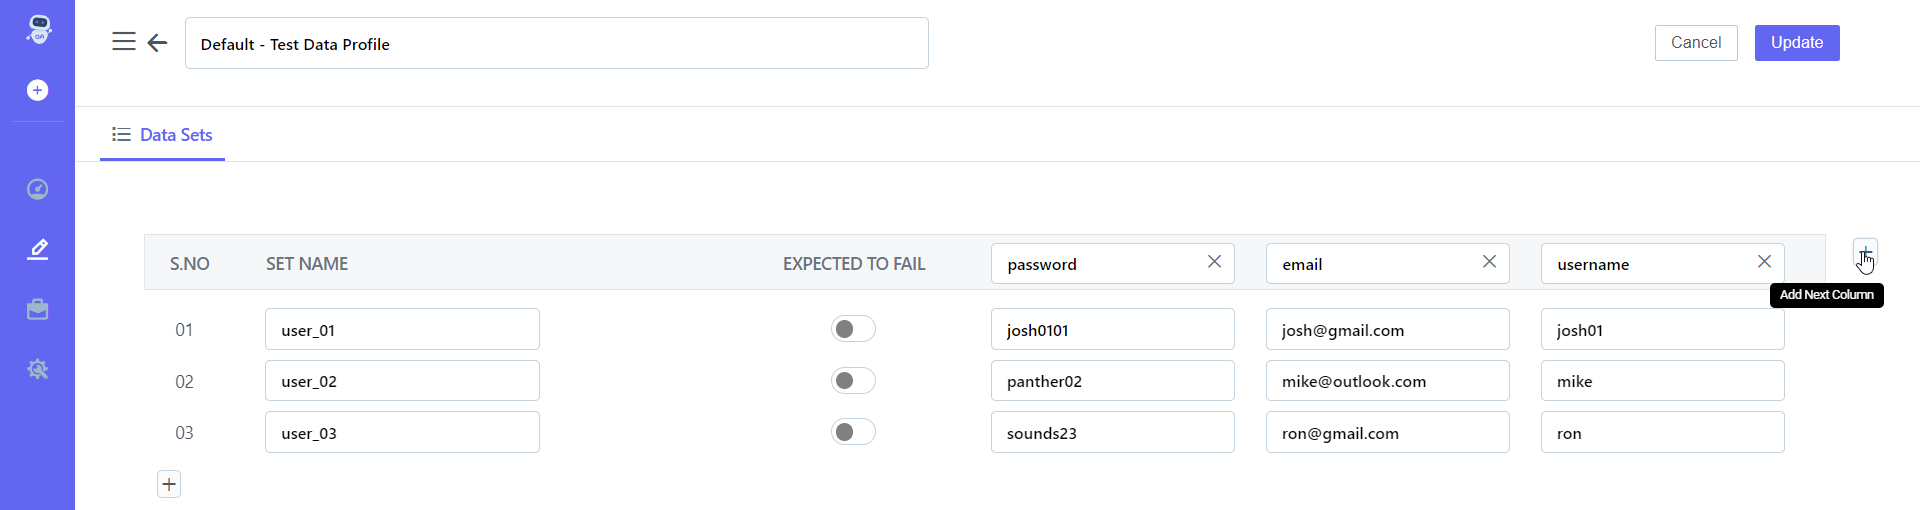 Default - Test Data Profile
Cancel
Update
Data Sets
S.NO SET NAME EXPECTED TO FAIL password email username
Add Next Column
01 user_01 josh0101 josh@gmail.com josh01
02 user_02 panther02 mike@outlook.com mike
03 user_03 sounds23 ron@gmail.com ron